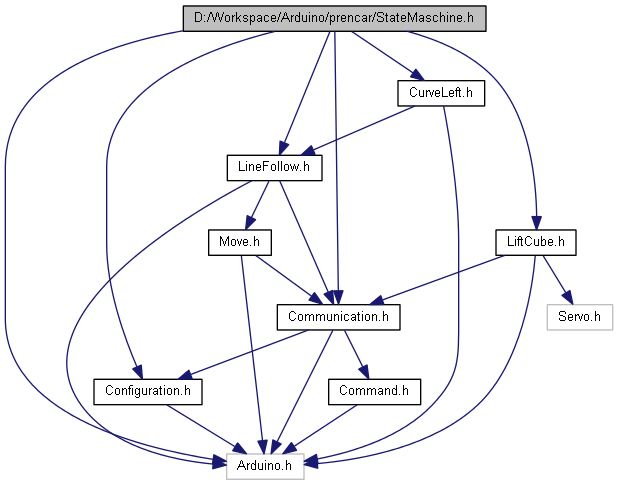 D:/Workspace/Arduino/prencar/StateMaschine.h
CurveLeft.h
LineFollow.h
Move.h
LiftCube.h
Communication.h
Servo.h
Configuration.h
Command.h
Arduino.h